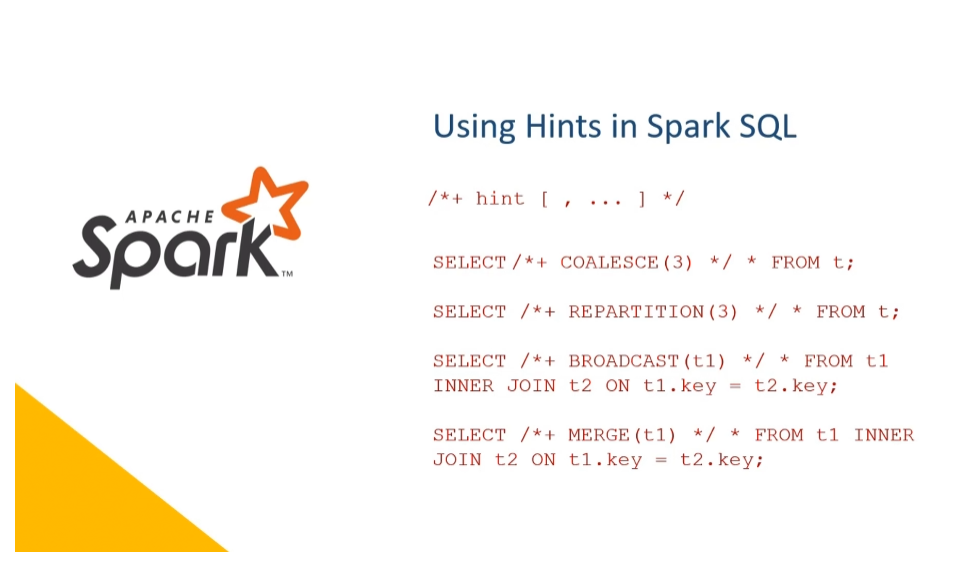 Using Hints in Spark SQL
/*+ hint [ , ... ] */
APACHE
Spark™
SELECT /*+ COALESCE(3) */ * FROM t;
SELECT /*+ REPARTITION(3) */ * FROM t;
SELECT /*+ BROADCAST(t1) */ * FROM t1
INNER JOIN t2 ON t1.key = t2.key;
SELECT /*+ MERGE(t1) */ * FROM t1 INNER
JOIN t2 ON t1.key = t2.key;